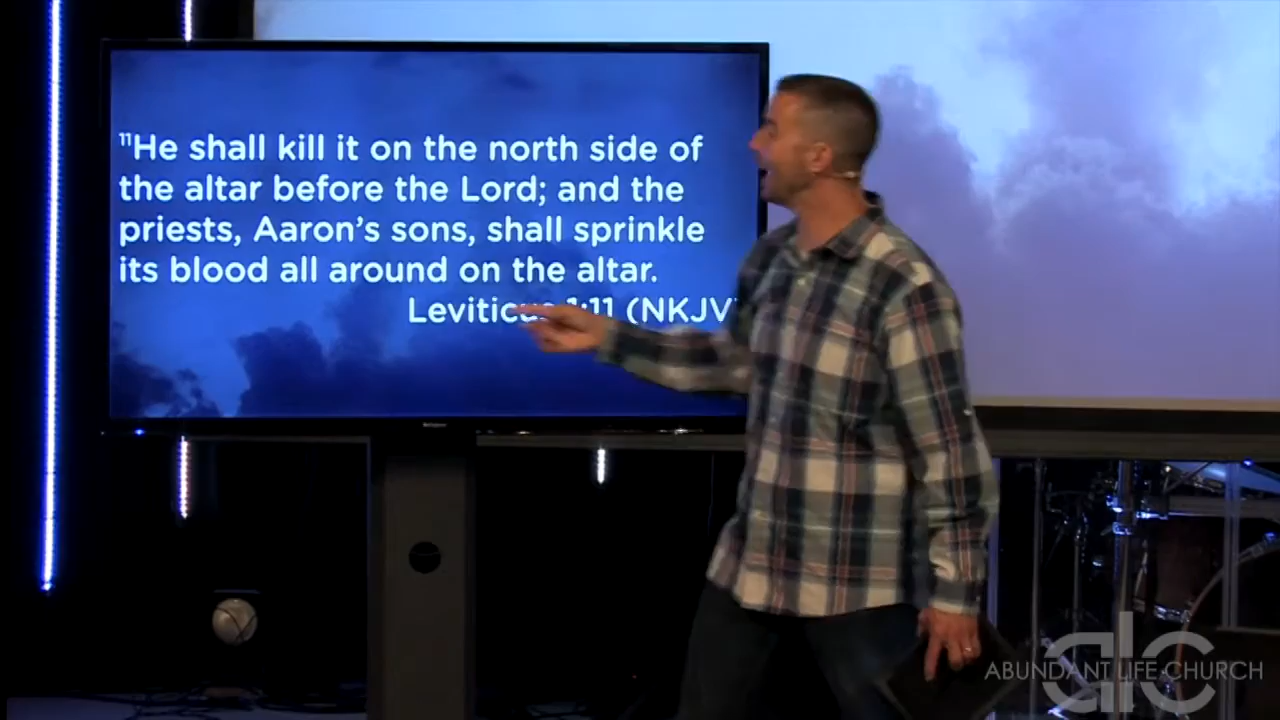 ¹¹He shall kill it on the north side of
the altar before the Lord; and the
priests, Aaron's sons, shall sprinkle
its blood all around on the altar.
1:11 (NKJV
alc
ABUNDANT LIFE CHURCH